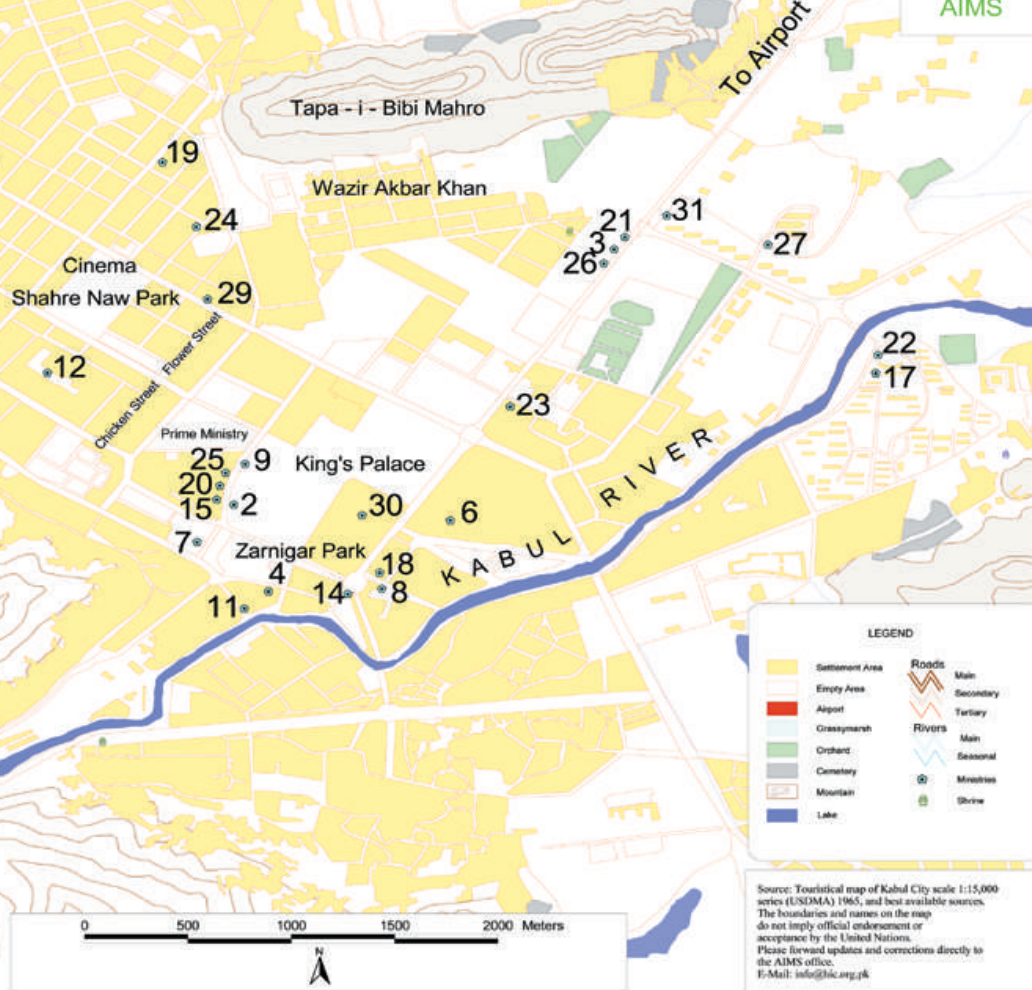 AIMS
To Airport
Tapa - i - Bibi Mahro
19
Wazir Akbar Khan
24
21
31
3
27
26
Cinema
Shahre Naw Park
29
Flower Street
22
12
17
Chicken Street
23
Prime Ministry
25
9
King's Palace
20
15
2
30
6
KABUL RIVER
7
Zarnigar Park
18
4
14
8
11
LEGEND
Settlement Area
Empty Area
Airport
Grassymarsh
Orchard
Cemetery
Mountain
Lake
Roads
Main
Secondary
Tertiary
Rivers
Main
Seasonal
Ministries
Shrine
0 500 1000 1500 2000 Meters
N
Source: Touristical map of Kabul City scale 1:15,000
series (USDMA) 1965, and best available sources.
The boundaries and names on the map
do not imply official endorsement or
acceptance by the United Nations.
Please forward updates and corrections directly to
the AIMS office.
E-Mail: info@hic.org.pk